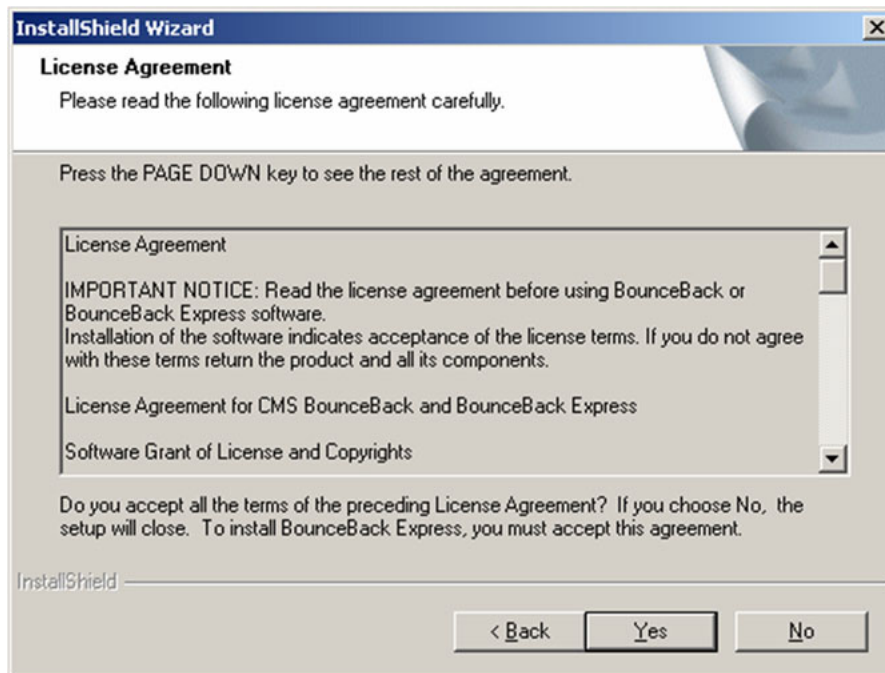 InstallShield Wizard
License Agreement
Please read the following license agreement carefully.
Press the PAGE DOWN key to see the rest of the agreement.
License Agreement
IMPORTANT NOTICE: Read the license agreement before using BounceBack or
BounceBack Express software.
Installation of the software indicates acceptance of the license terms. If you do not agree
with these terms return the product and all its components.
License Agreement for CMS BounceBack and BounceBack Express
Software Grant of License and Copyrights
Do you accept all the terms of the preceding License Agreement? If you choose No, the
setup will close. To install BounceBack Express, you must accept this agreement.
InstallShield
< Back Yes No